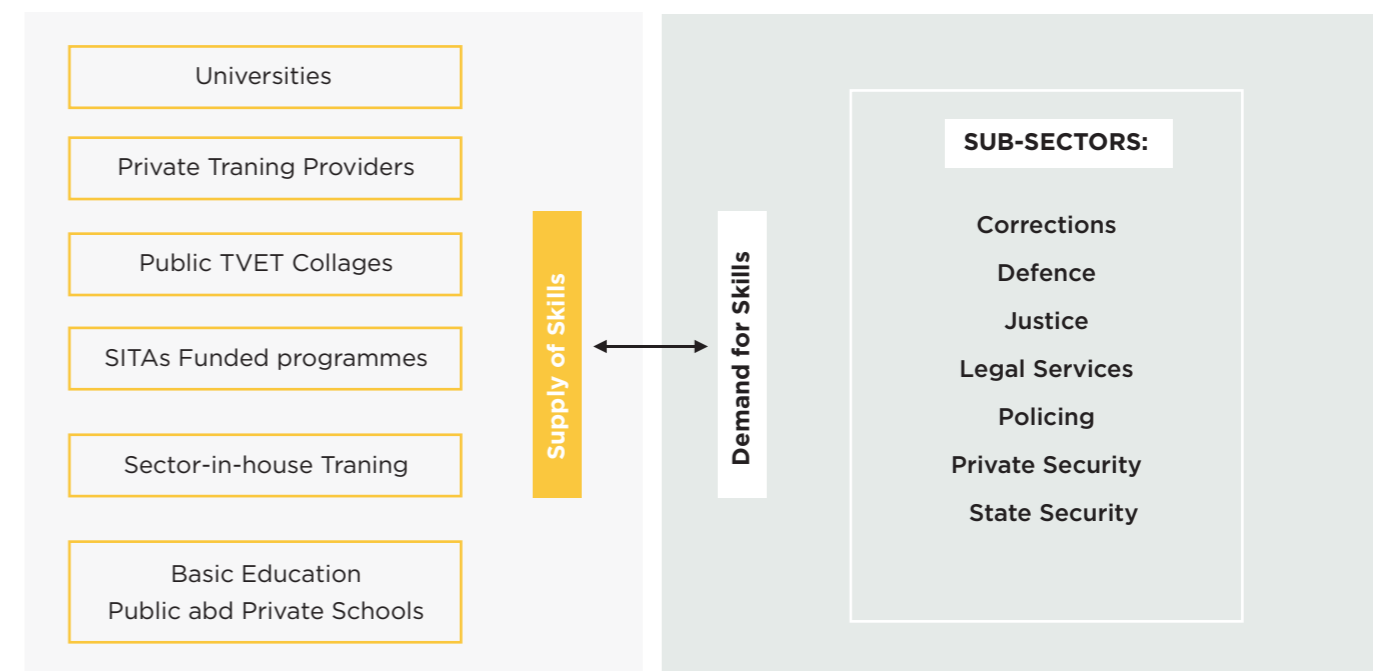 Universities
Private Traning Providers
Public TVET Collages
SITAs Funded programmes
Sector-in-house Traning
Basic Education
Public abd Private Schools
Supply of Skills
Demand for Skills
SUB-SECTORS:
Corrections
Defence
Justice
Legal Services
Policing
Private Security
State Security